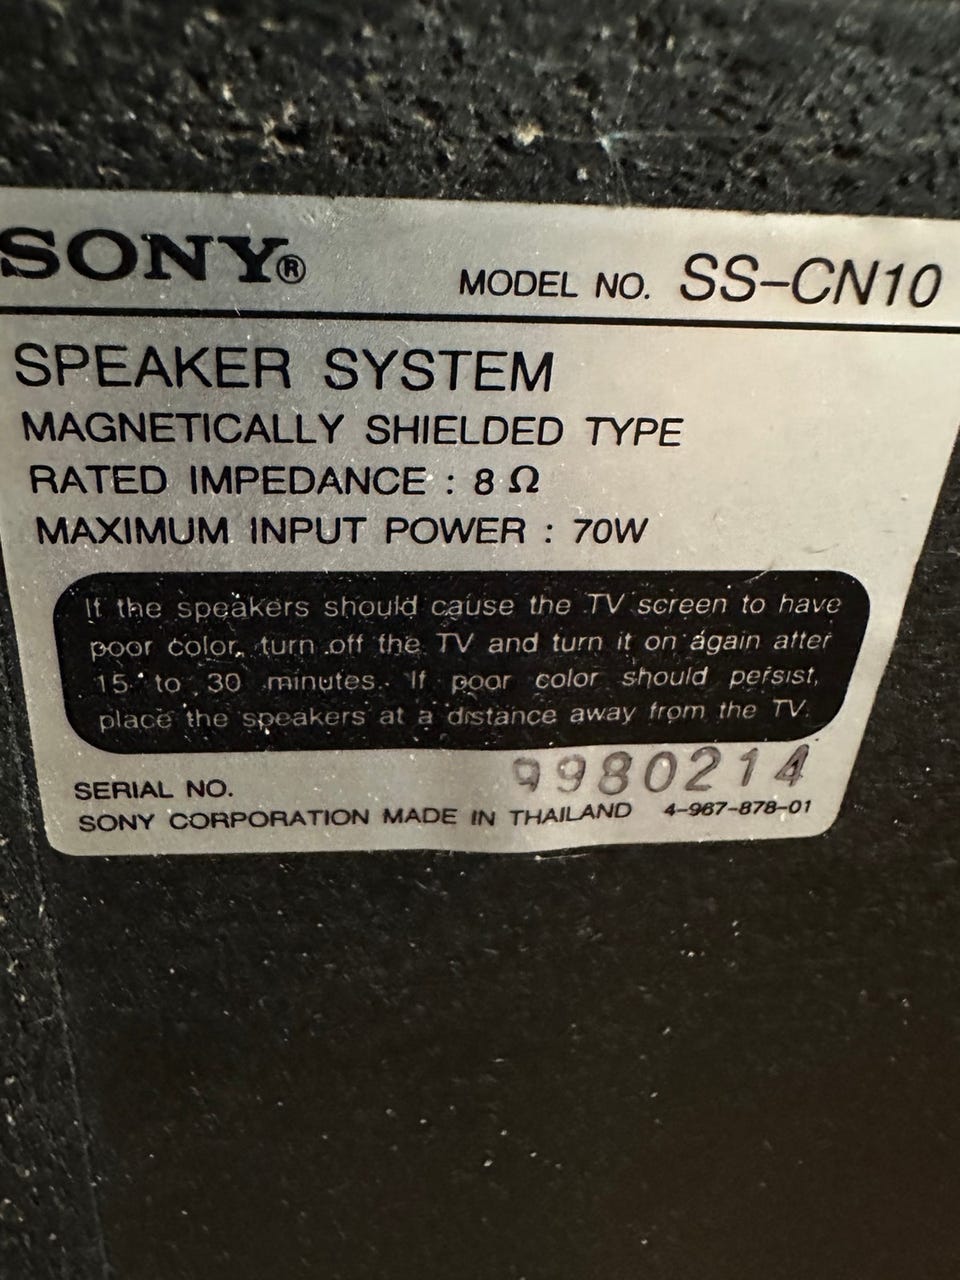 SONY®
MODEL NO. SS-CN10
SPEAKER SYSTEM
MAGNETICALLY SHIELDED TYPE
RATED IMPEDANCE : 8 Ω
MAXIMUM INPUT POWER : 70W
If the speakers should cause the TV screen to have
poor color, turn off the TV and turn it on again after
15 to 30 minutes. If poor color should persist,
place the speakers at a distance away from the TV.
SERIAL NO. 9980214
SONY CORPORATION MADE IN THAILAND 4-967-878-01